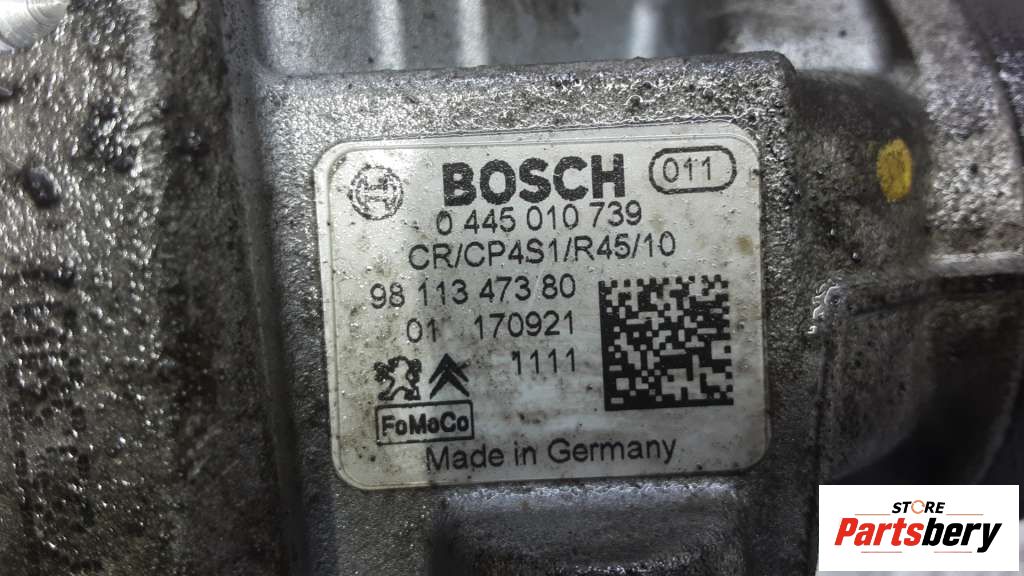 BOSCH 011
0 445 010 739
CR/CP4S1/R45/10
98 113 473 80
01 170921
1111
FoMoCo
Made in Germany
STORE
Partsbery